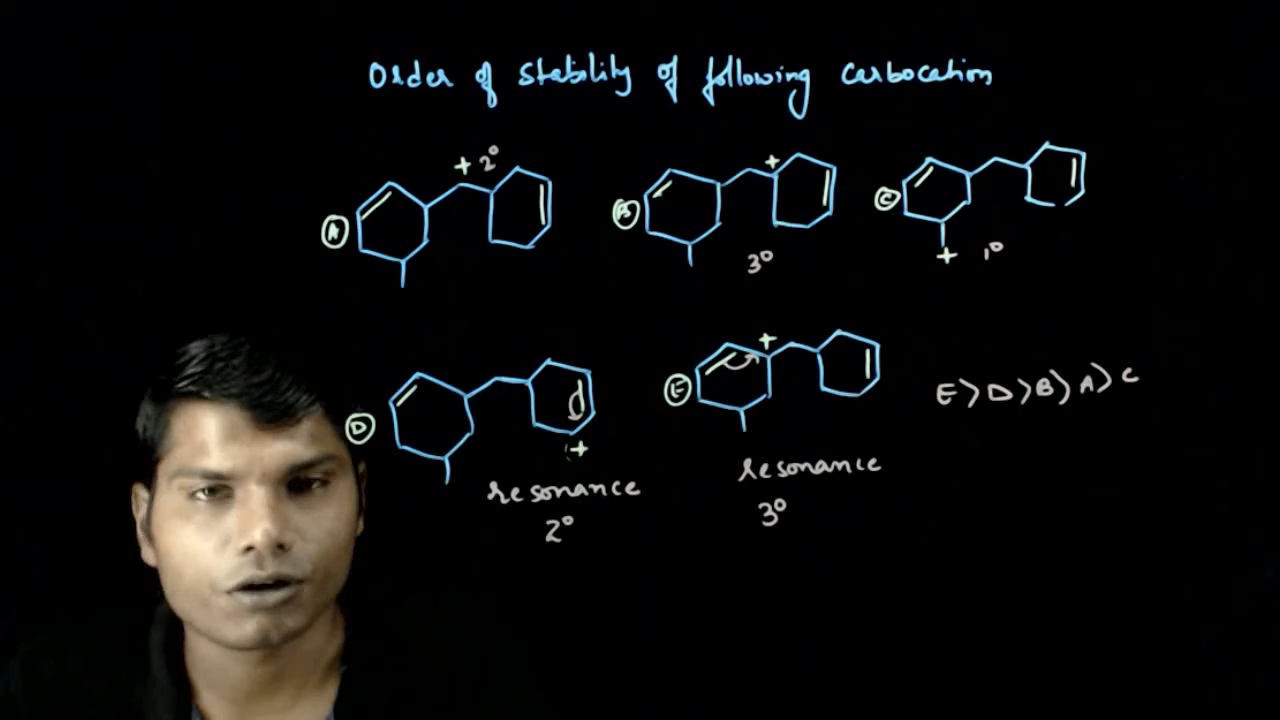 Order of stability of following carbocation
+ 2°
A
+
B
3°
C
+ 1°
D
+
resonance
2°
+
E
resonance
3°
E > D > B > A > C